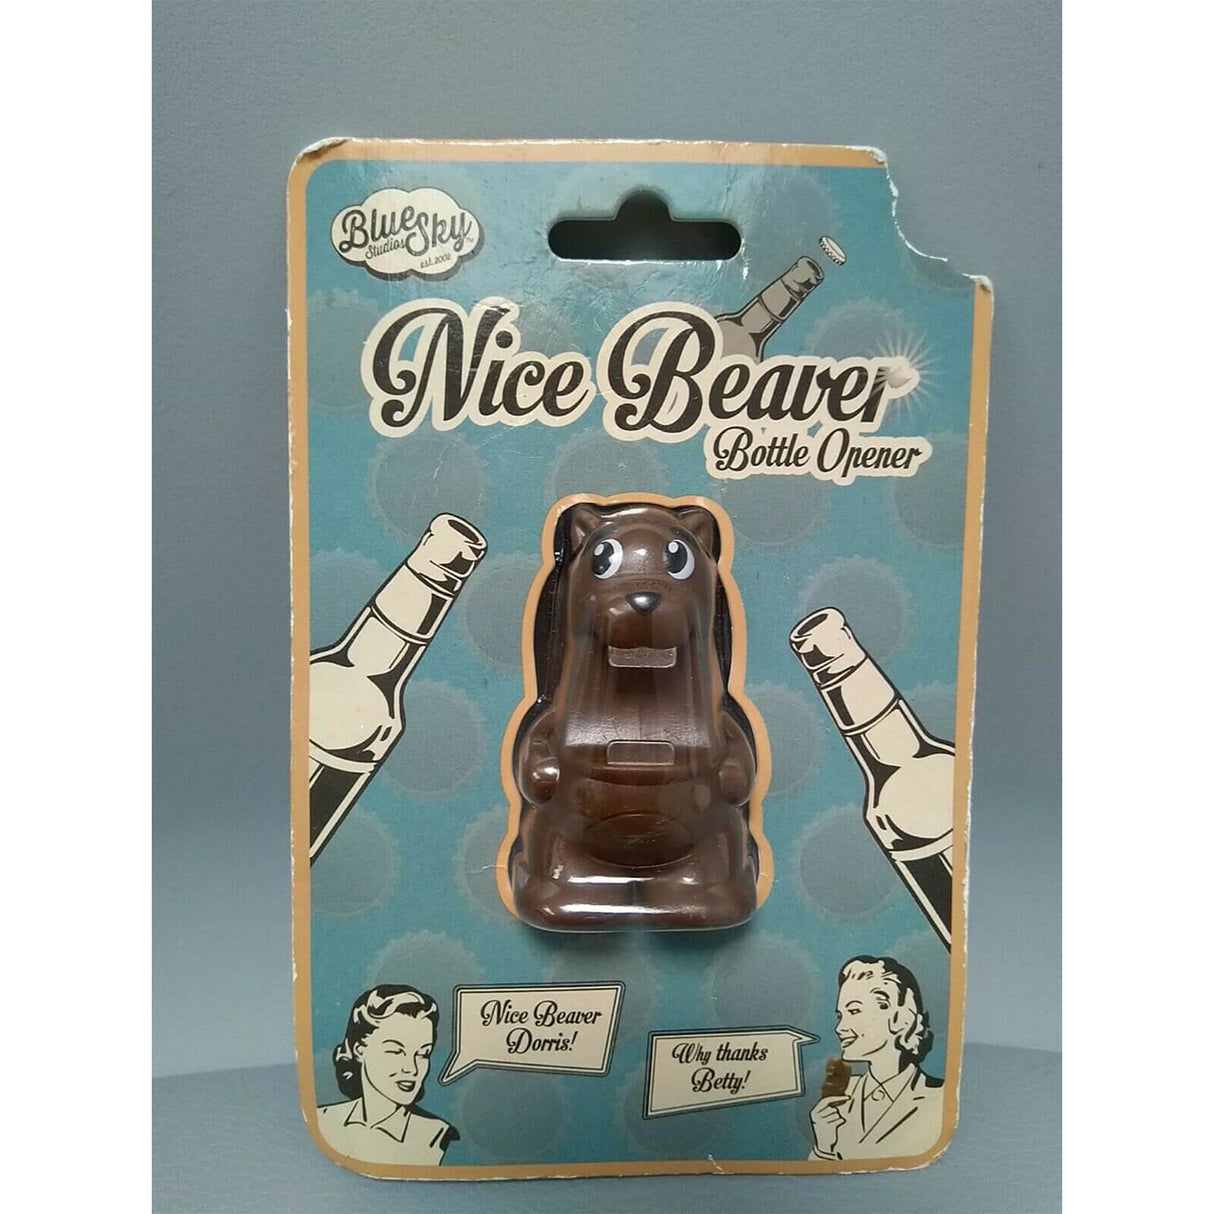 Blue Sky
Studios
EST. 2002
Nice Beaver
Bottle Opener
Nice Beaver
Dorris!
Why thanks
Betty!